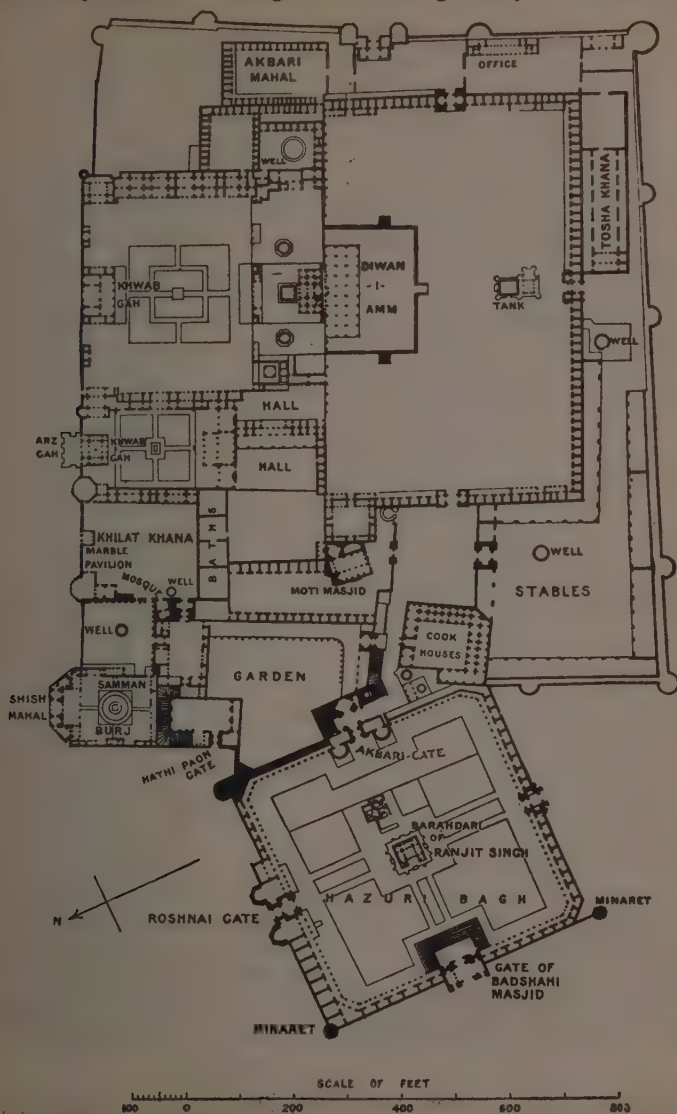 AKBARI
MAHAL
OFFICE
WELL
TOSHA KHANA
KHWAB
GAH
DIWAN
-I-
AMM
TANK
WELL
HALL
ARZ
GAH
KHWAB
GAH
HALL
KHILAT KHANA
MARBLE
PAVILION
MOSQUE
WELL
BATHS
MOTI MASJID
WELL
STABLES
WELL
COOK
HOUSES
GARDEN
SHISH
MAHAL
SAMMAN
BURJ
HATHI PAON
GATE
AKBARI-GATE
BARAHDARI
OF
RANJIT SINGH
N
ROSHNAI GATE
HAZURI BAGH
MINARET
GATE OF
BADSHAHI
MASJID
MINARET
SCALE OF FEET
100 0 200 400 600 800